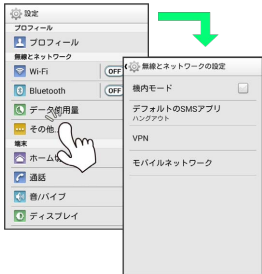 設定
プロフィール
プロフィール
無線とネットワーク
Wi-Fi
OFF
Bluetooth
OFF
データ使用量
その他
端末
ホーム
通話
音/バイブ
ディスプレイ
無線とネットワークの設定
機内モード
デフォルトのSMSアプリ
ハングアウト
VPN
モバイルネットワーク